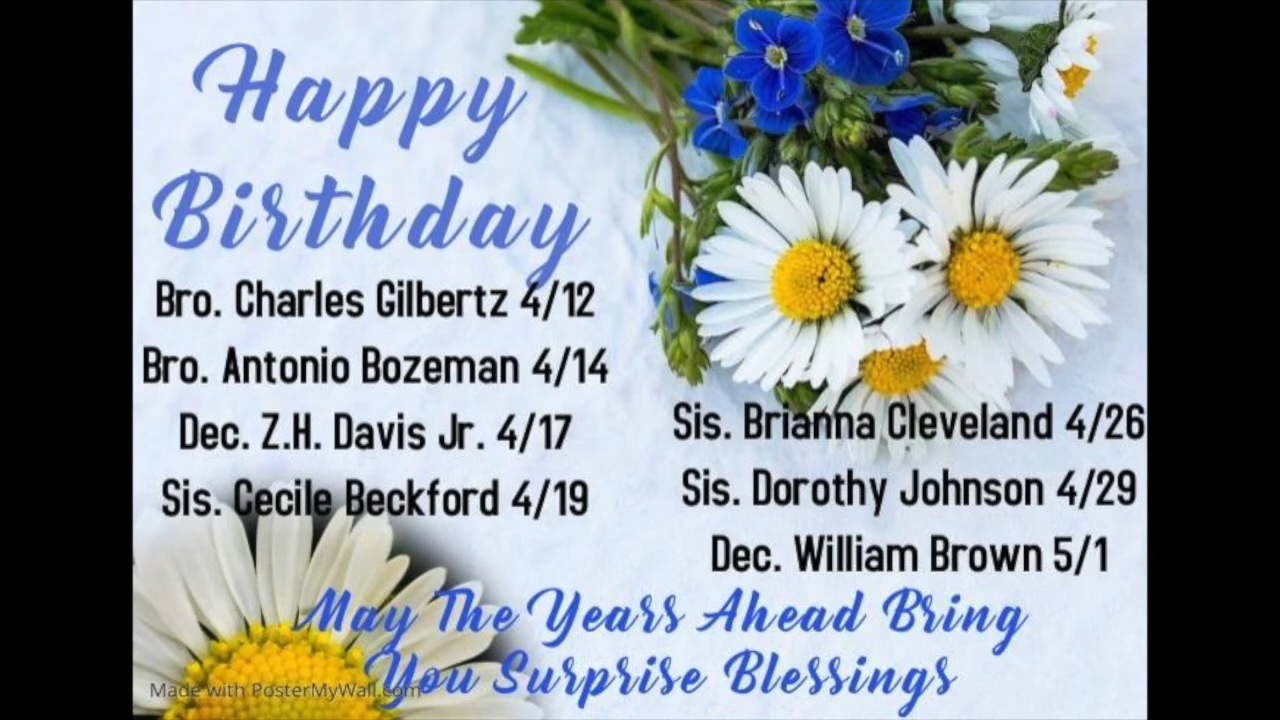 Happy
Birthday
Bro. Charles Gilbertz 4/12
Bro. Antonio Bozeman 4/14
Dec. Z.H. Davis Jr. 4/17
Sis. Cecile Beckford 4/19
Sis. Brianna Cleveland 4/26
Sis. Dorothy Johnson 4/29
Dec. William Brown 5/1
May The Years Ahead Bring
You Surprise Blessings
Made with PosterMyWall.com